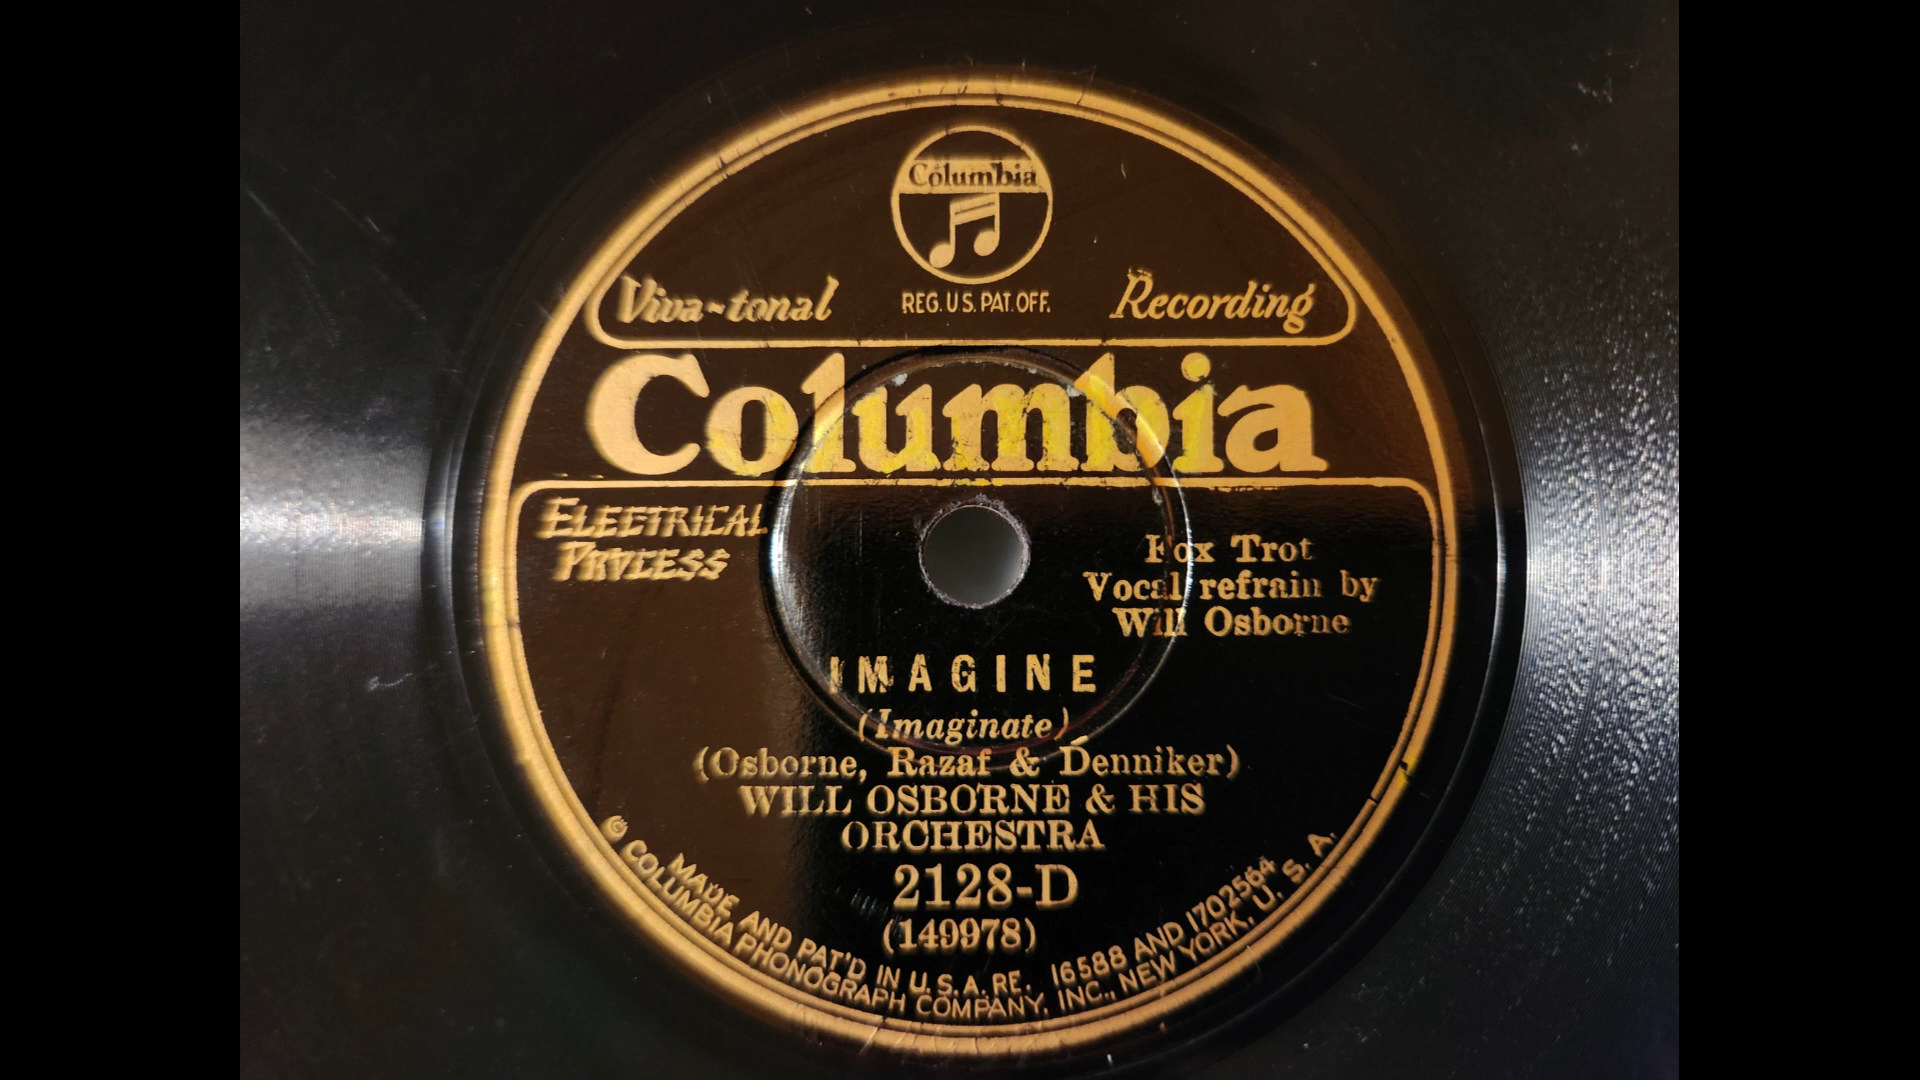 Columbia
Viva-tonal
REG. U.S. PAT. OFF.
Recording
Columbia
ELECTRICAL
PROCESS
Fox Trot
Vocal refrain by
Will Osborne
IMAGINE
(Imaginate)
(Osborne, Razaf & Denniker)
WILL OSBORNE & HIS
ORCHESTRA
2128-D
(149978)
MADE AND PAT'D IN U.S.A. RE. 16588 AND 1702564
© COLUMBIA PHONOGRAPH COMPANY, INC., NEW YORK, U. S. A.